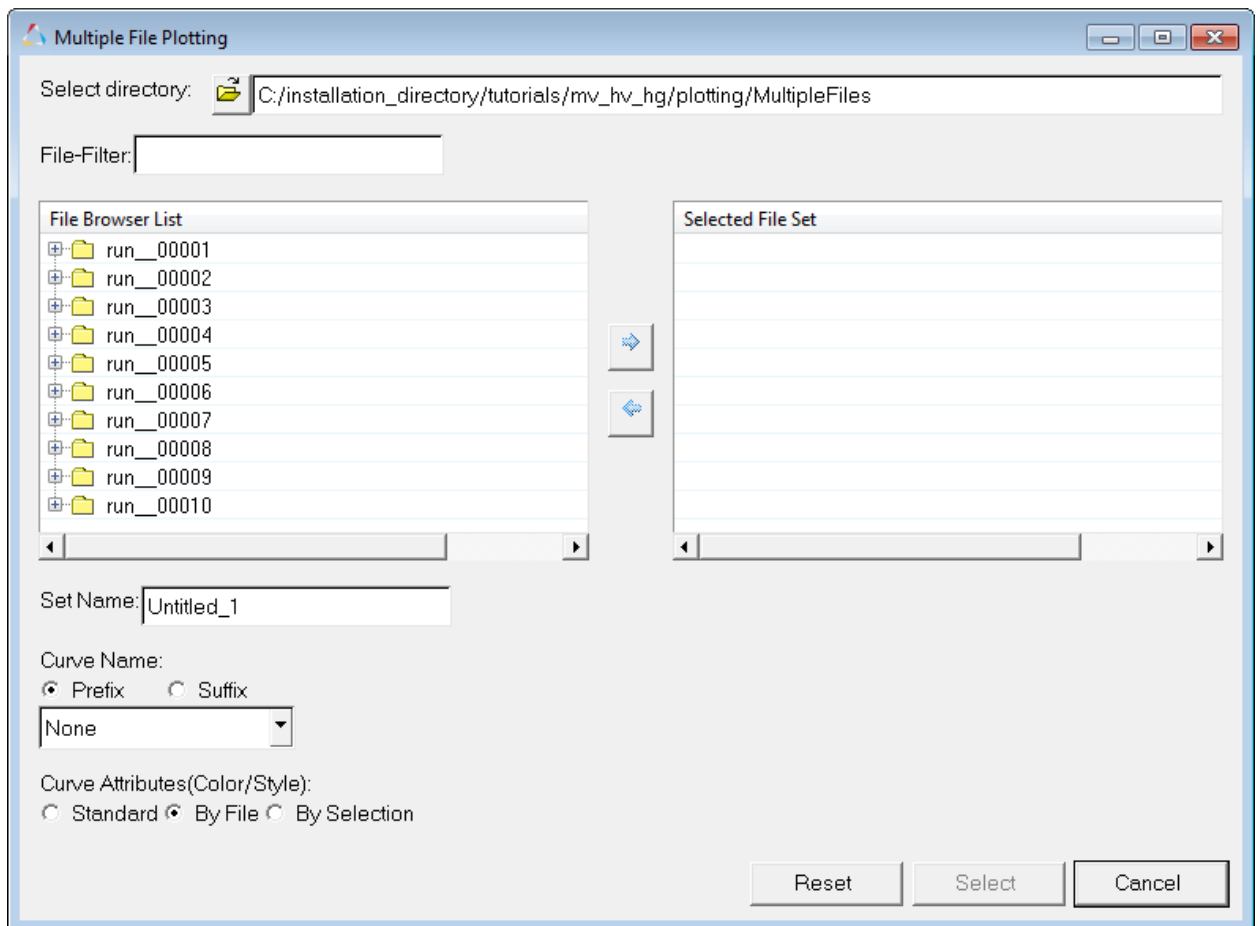 Multiple File Plotting
Select directory: C:/installation_directory/tutorials/mv_hv_hg/plotting/MultipleFiles
File-Filter:
File Browser List
Selected File Set
run__00001
run__00002
run__00003
run__00004
run__00005
run__00006
run__00007
run__00008
run__00009
run__00010
Set Name: Untitled_1
Curve Name:
Prefix Suffix
None
Curve Attributes(Color/Style):
Standard By File By Selection
Reset Select Cancel